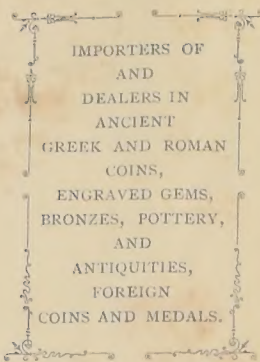 IMPORTERS OF
AND
DEALERS IN
ANCIENT
GREEK AND ROMAN
COINS,
ENGRAVED GEMS,
BRONZES, POTTERY,
AND
ANTIQUITIES,
FOREIGN
COINS AND MEDALS.